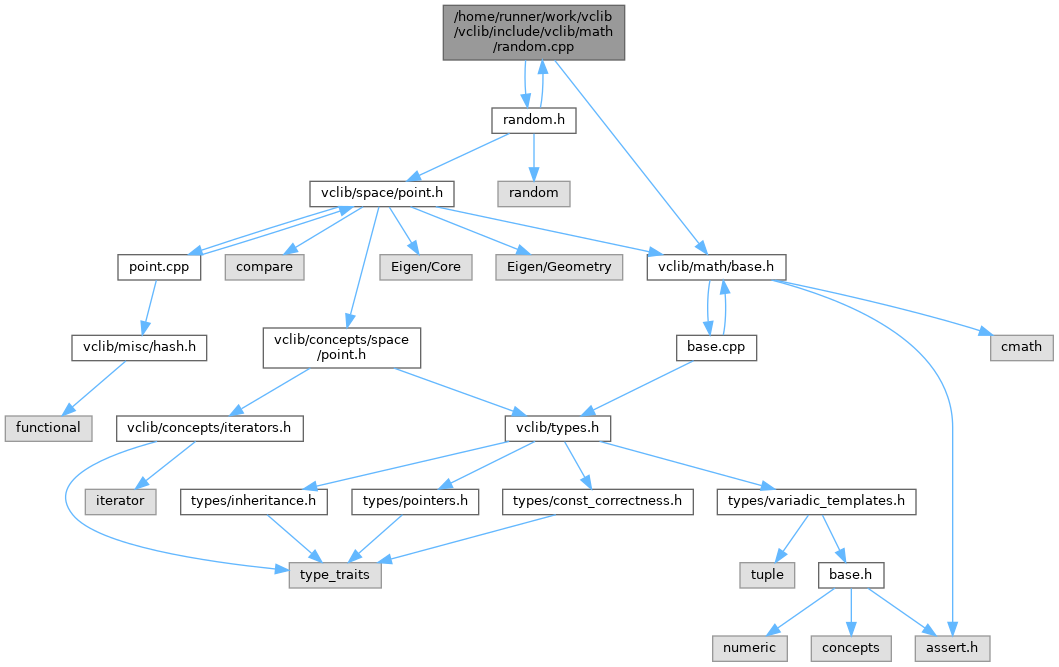 /home/runner/work/vclib
/vclib/include/vclib/math
/random.cpp
random.h
vclib/space/point.h
random
point.cpp
compare
Eigen/Core
Eigen/Geometry
vclib/math/base.h
vclib/misc/hash.h
vclib/concepts/space
/point.h
base.cpp
cmath
functional
vclib/concepts/iterators.h
vclib/types.h
iterator
types/inheritance.h
types/pointers.h
types/const_correctness.h
types/variadic_templates.h
type_traits
tuple
base.h
numeric
concepts
assert.h